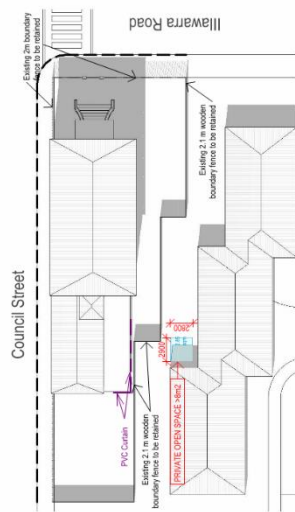 Illawarra Road
Existing 2m boundary
fence to be retained
Existing 2.1 m wooden
boundary fence to be retained
Council Street
2800
2900
PVC Curtain
Existing 2.1 m wooden
boundary fence to be retained
PRIVATE OPEN SPACE >8m2